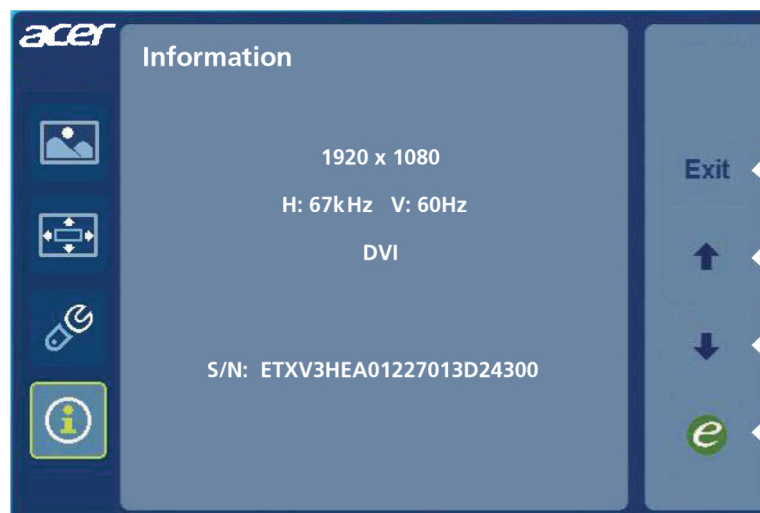 acer
Information
1920 x 1080
H: 67kHz V: 60Hz
DVI
S/N: ETXV3HEA01227013D24300
Exit
e